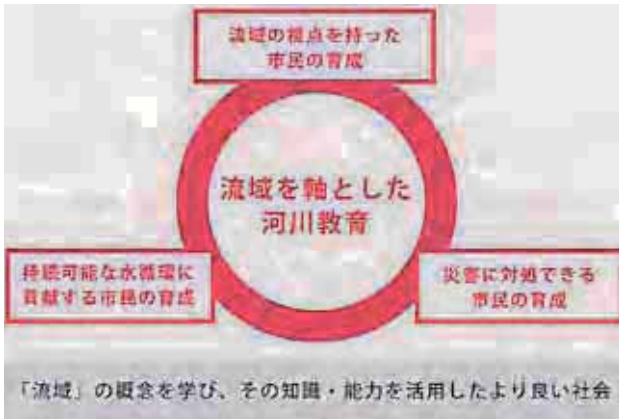 流域の視点を持った
市民の育成
流域を軸とした
河川教育
持続可能な水循環に
貢献する市民の育成
災害に対処できる
市民の育成
「流域」の概念を学び、その知識・能力を活用したより良い社会